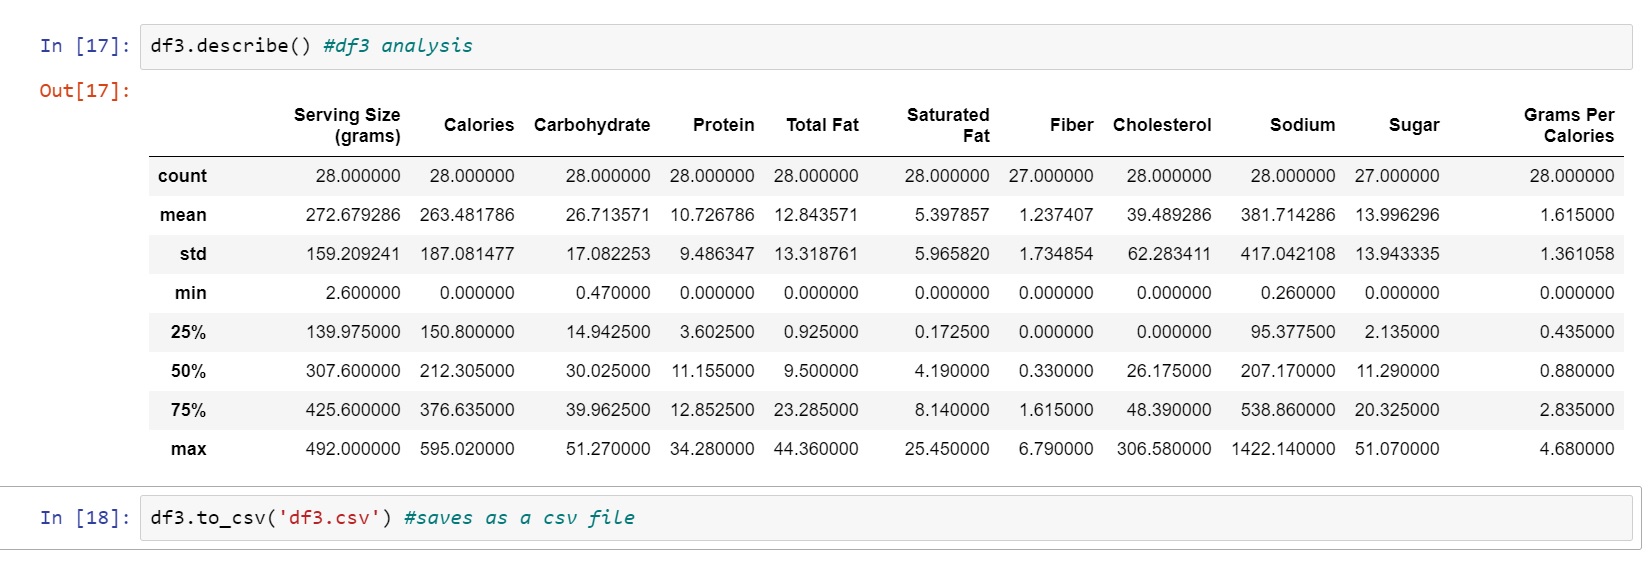 In [17]: df3.describe() #df3 analysis
Out[17]:
Serving Size (grams) Calories Carbohydrate Protein Total Fat Saturated Fat Fiber Cholesterol Sodium Sugar Grams Per Calories
count 28.000000 28.000000 28.000000 28.000000 28.000000 28.000000 27.000000 28.000000 28.000000 27.000000 28.000000
mean 272.679286 263.481786 26.713571 10.726786 12.843571 5.397857 1.237407 39.489286 381.714286 13.996296 1.615000
std 159.209241 187.081477 17.082253 9.486347 13.318761 5.965820 1.734854 62.283411 417.042108 13.943335 1.361058
min 2.600000 0.000000 0.470000 0.000000 0.000000 0.000000 0.000000 0.000000 0.260000 0.000000 0.000000
25% 139.975000 150.800000 14.942500 3.602500 0.925000 0.172500 0.000000 0.000000 95.377500 2.135000 0.435000
50% 307.600000 212.305000 30.025000 11.155000 9.500000 4.190000 0.330000 26.175000 207.170000 11.290000 0.880000
75% 425.600000 376.635000 39.962500 12.852500 23.285000 8.140000 1.615000 48.390000 538.860000 20.325000 2.835000
max 492.000000 595.020000 51.270000 34.280000 44.360000 25.450000 6.790000 306.580000 1422.140000 51.070000 4.680000
In [18]: df3.to_csv('df3.csv') #saves as a csv file